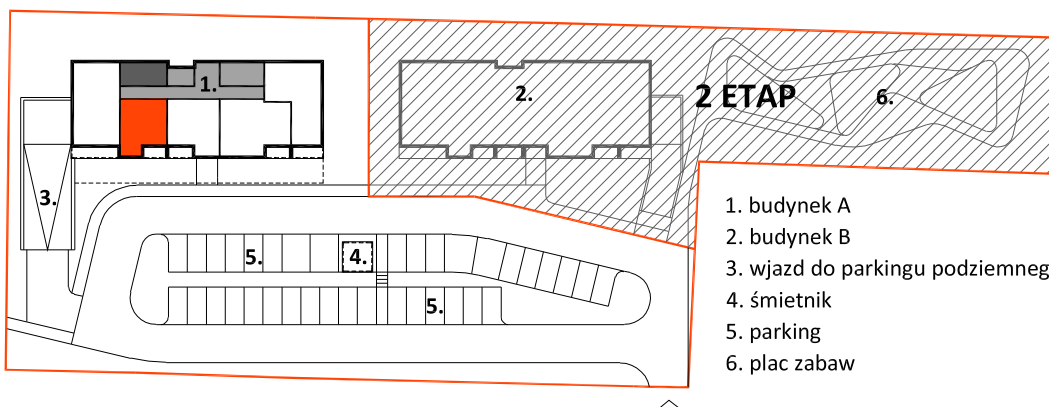 1.
2.
2 ETAP
6.
3.
5.
4.
5.
1. budynek A
2. budynek B
3. wjazd do parkingu podziemneg
4. śmietnik
5. parking
6. plac zabaw